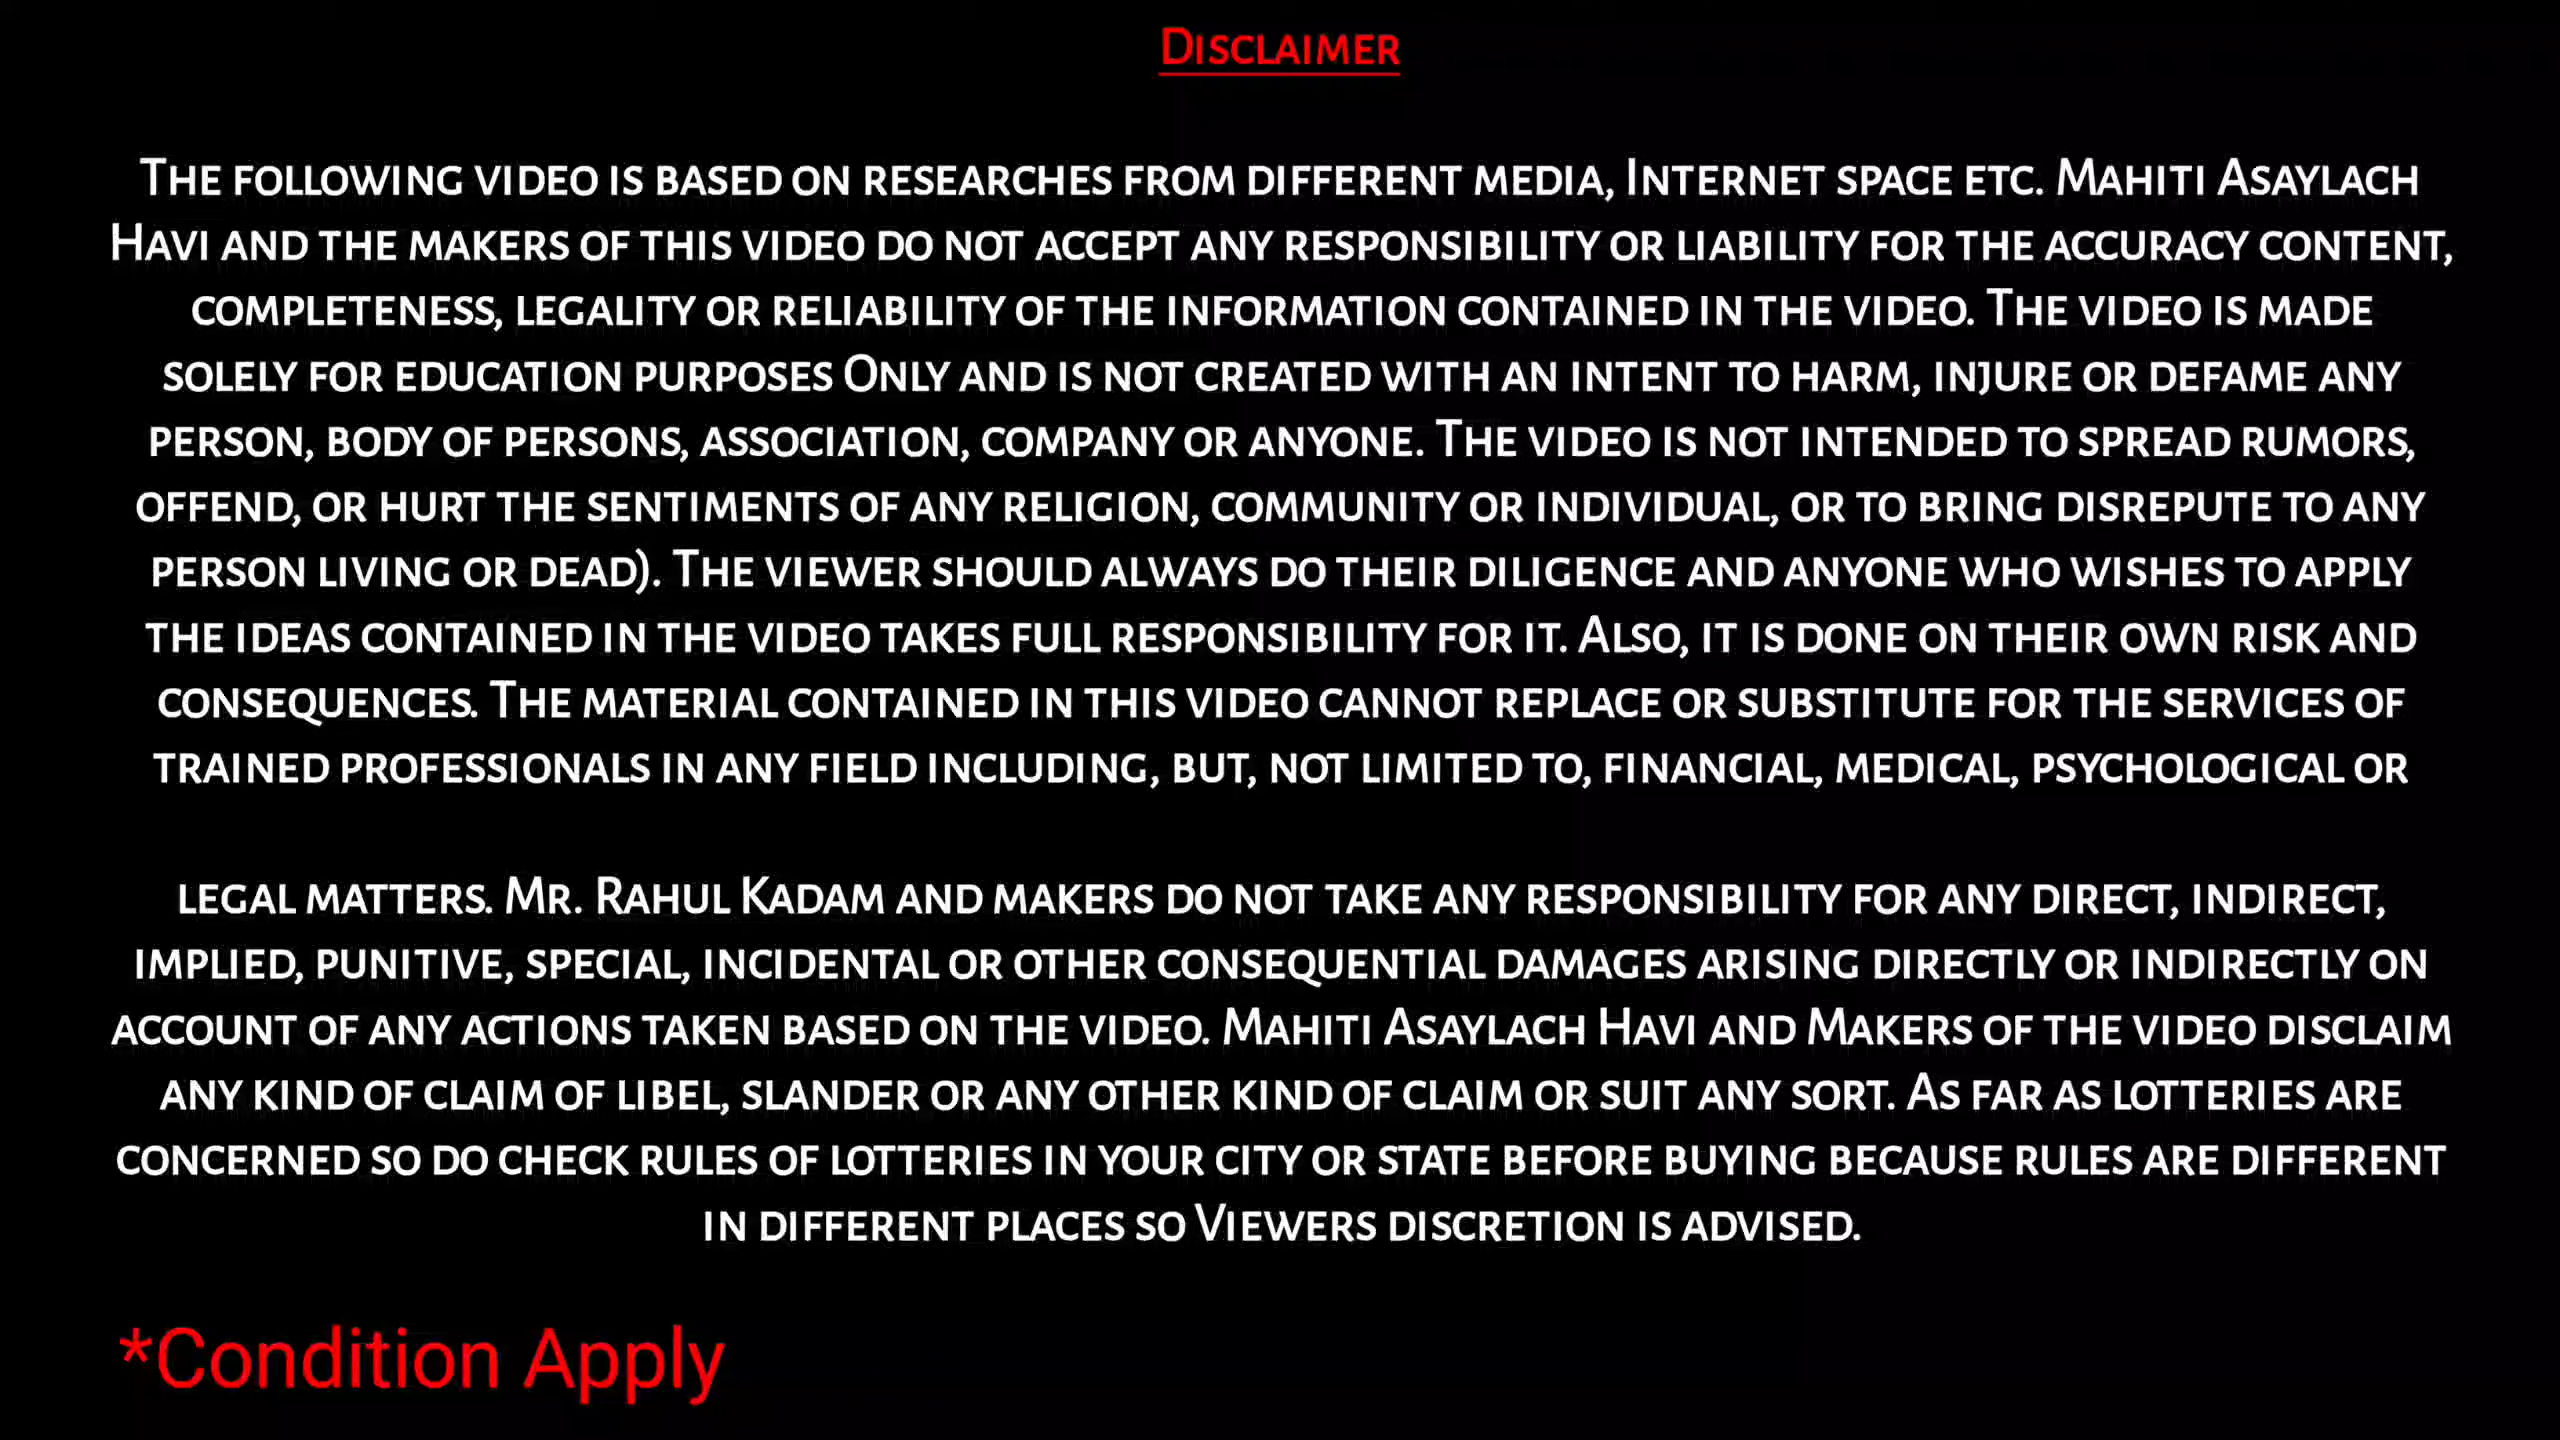 Disclaimer
The following video is based on researches from different media, Internet space etc. Mahiti Asaylach
Havi and the makers of this video do not accept any responsibility or liability for the accuracy content,
completeness, legality or reliability of the information contained in the video. The video is made
solely for education purposes Only and is not created with an intent to harm, injure or defame any
person, body of persons, association, company or anyone. The video is not intended to spread rumors,
offend, or hurt the sentiments of any religion, community or individual, or to bring disrepute to any
person living or dead). The viewer should always do their diligence and anyone who wishes to apply
the ideas contained in the video takes full responsibility for it. Also, it is done on their own risk and
consequences. The material contained in this video cannot replace or substitute for the services of
trained professionals in any field including, but, not limited to, financial, medical, psychological or
legal matters. Mr. Rahul Kadam and makers do not take any responsibility for any direct, indirect,
implied, punitive, special, incidental or other consequential damages arising directly or indirectly on
account of any actions taken based on the video. Mahiti Asaylach Havi and Makers of the video disclaim
any kind of claim of libel, slander or any other kind of claim or suit any sort. As far as lotteries are
concerned so do check rules of lotteries in your city or state before buying because rules are different
in different places so Viewers discretion is advised.
*Condition Apply